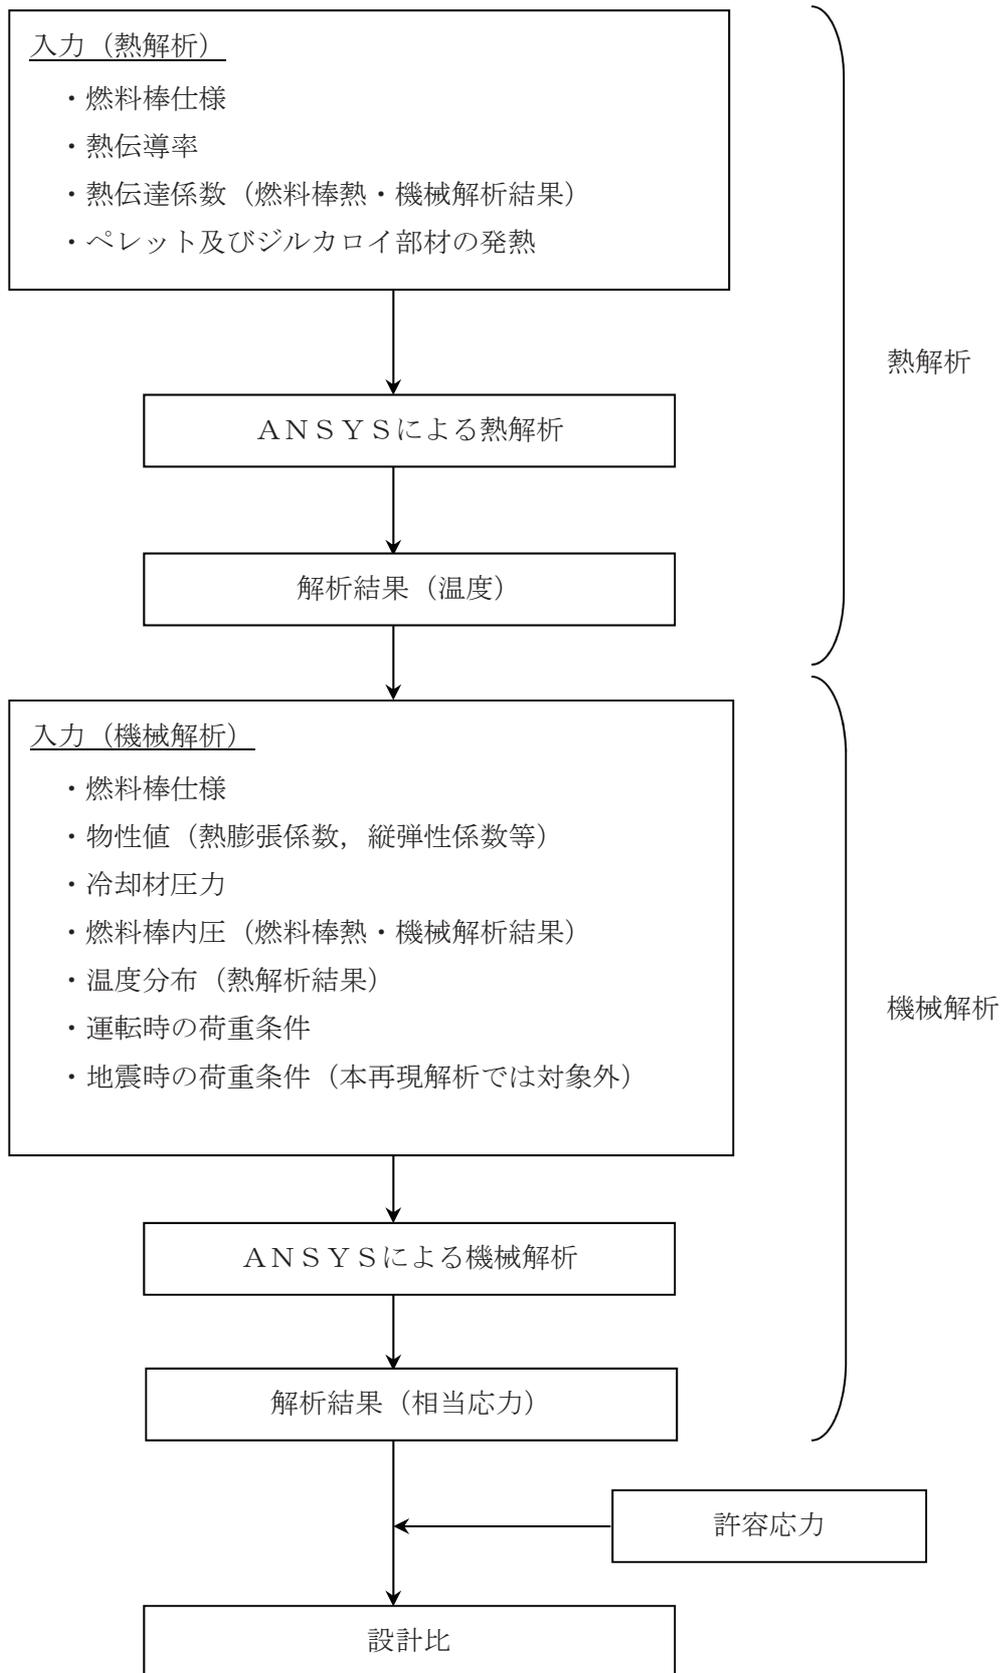 入力（熱解析）
・燃料棒仕様
・熱伝導率
・熱伝達係数（燃料棒熱・機械解析結果）
・ペレット及びジルカロイ部材の発熱
熱解析
ＡＮＳＹＳによる熱解析
解析結果（温度）
入力（機械解析）
・燃料棒仕様
・物性値（熱膨張係数，縦弾性係数等）
・冷却材圧力
・燃料棒内圧（燃料棒熱・機械解析結果）
・温度分布（熱解析結果）
・運転時の荷重条件
・地震時の荷重条件（本再現解析では対象外）
機械解析
ＡＮＳＹＳによる機械解析
解析結果（相当応力）
許容応力
設計比